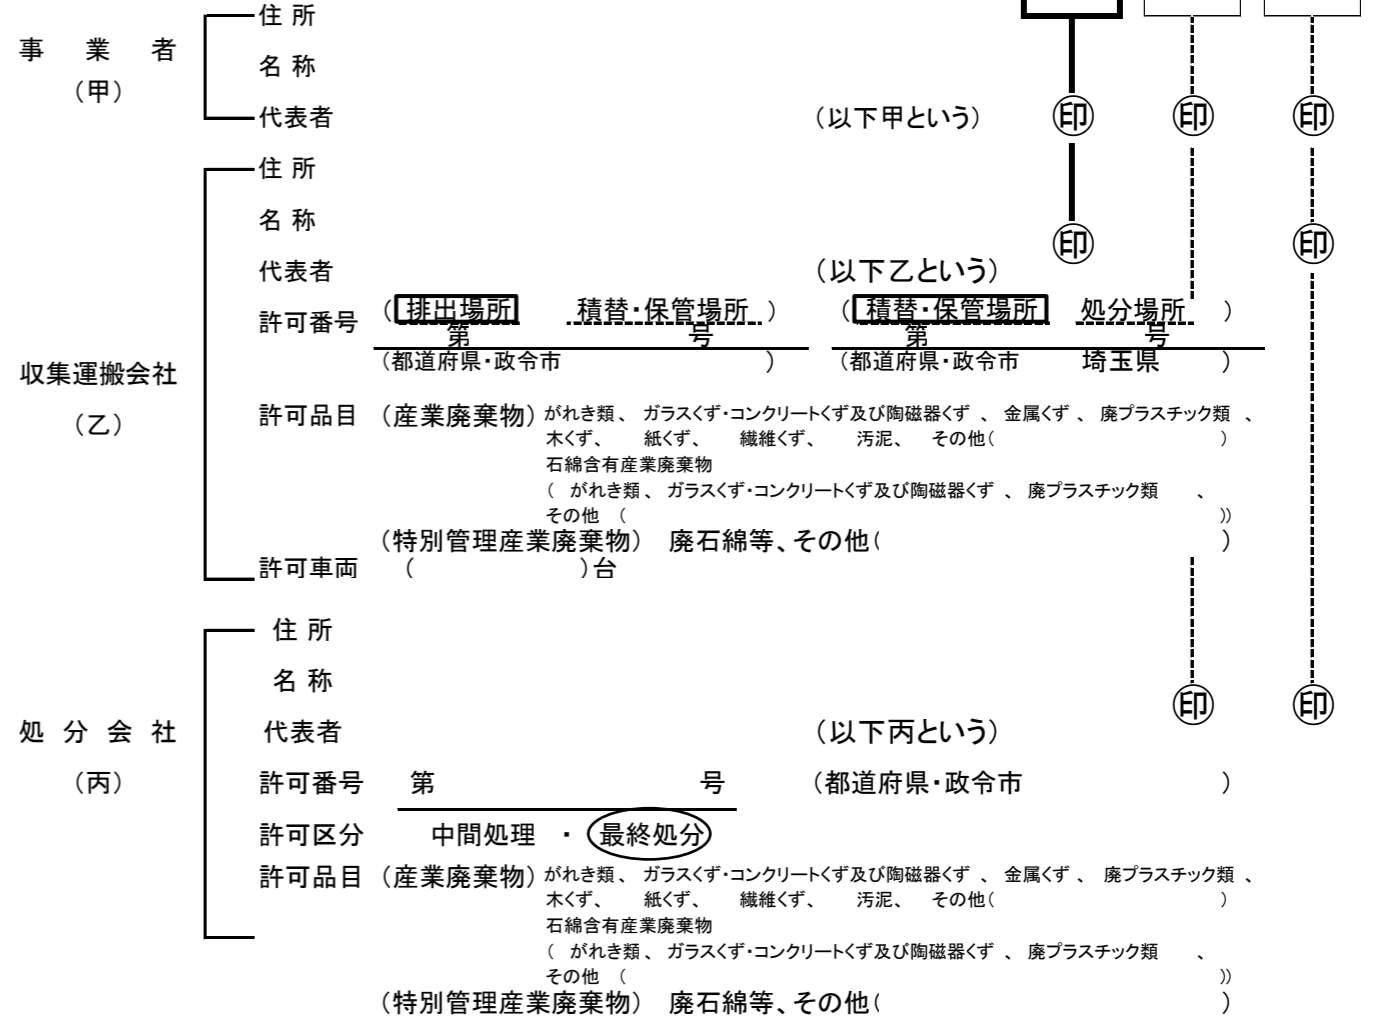 住 所
事 業 者
名 称
（甲）
代表者 （以下甲という） ㊞ ㊞ ㊞
住 所
名 称
㊞ ㊞
代表者 （以下乙という）
許可番号 （ 排出場所 積替・保管場所 ） （ 積替・保管場所 処分場所 ）
第 号 第 号
（都道府県・政令市 ） （都道府県・政令市 埼玉県 ）
収集運搬会社
（乙）
許可品目 （産業廃棄物） がれき類、 ガラスくず・コンクリートくず及び陶磁器くず 、 金属くず 、 廃プラスチック類 、
木くず、 紙くず、 繊維くず、 汚泥、 その他（ ）
石綿含有産業廃棄物
（ がれき類 、ガラスくず・コンクリートくず及び陶磁器くず 、 廃プラスチック類 、
その他 （ ））
（特別管理産業廃棄物） 廃石綿等、その他（ ）
許可車両 （ ）台
住 所
名 称
㊞ ㊞
処 分 会 社
代表者 （以下丙という）
（丙）
許可番号 第 号 （都道府県・政令市 ）
許可区分 中間処理 ・ 最終処分
許可品目 （産業廃棄物） がれき類 、 ガラスくず・コンクリートくず及び陶磁器くず 、 金属くず 、 廃プラスチック類 、
木くず、 紙くず、 繊維くず、 汚泥、 その他（ ）
石綿含有産業廃棄物
（ がれき類 、ガラスくず・コンクリートくず及び陶磁器くず 、 廃プラスチック類 、
その他 （ ））
（特別管理産業廃棄物） 廃石綿等、その他（ ）